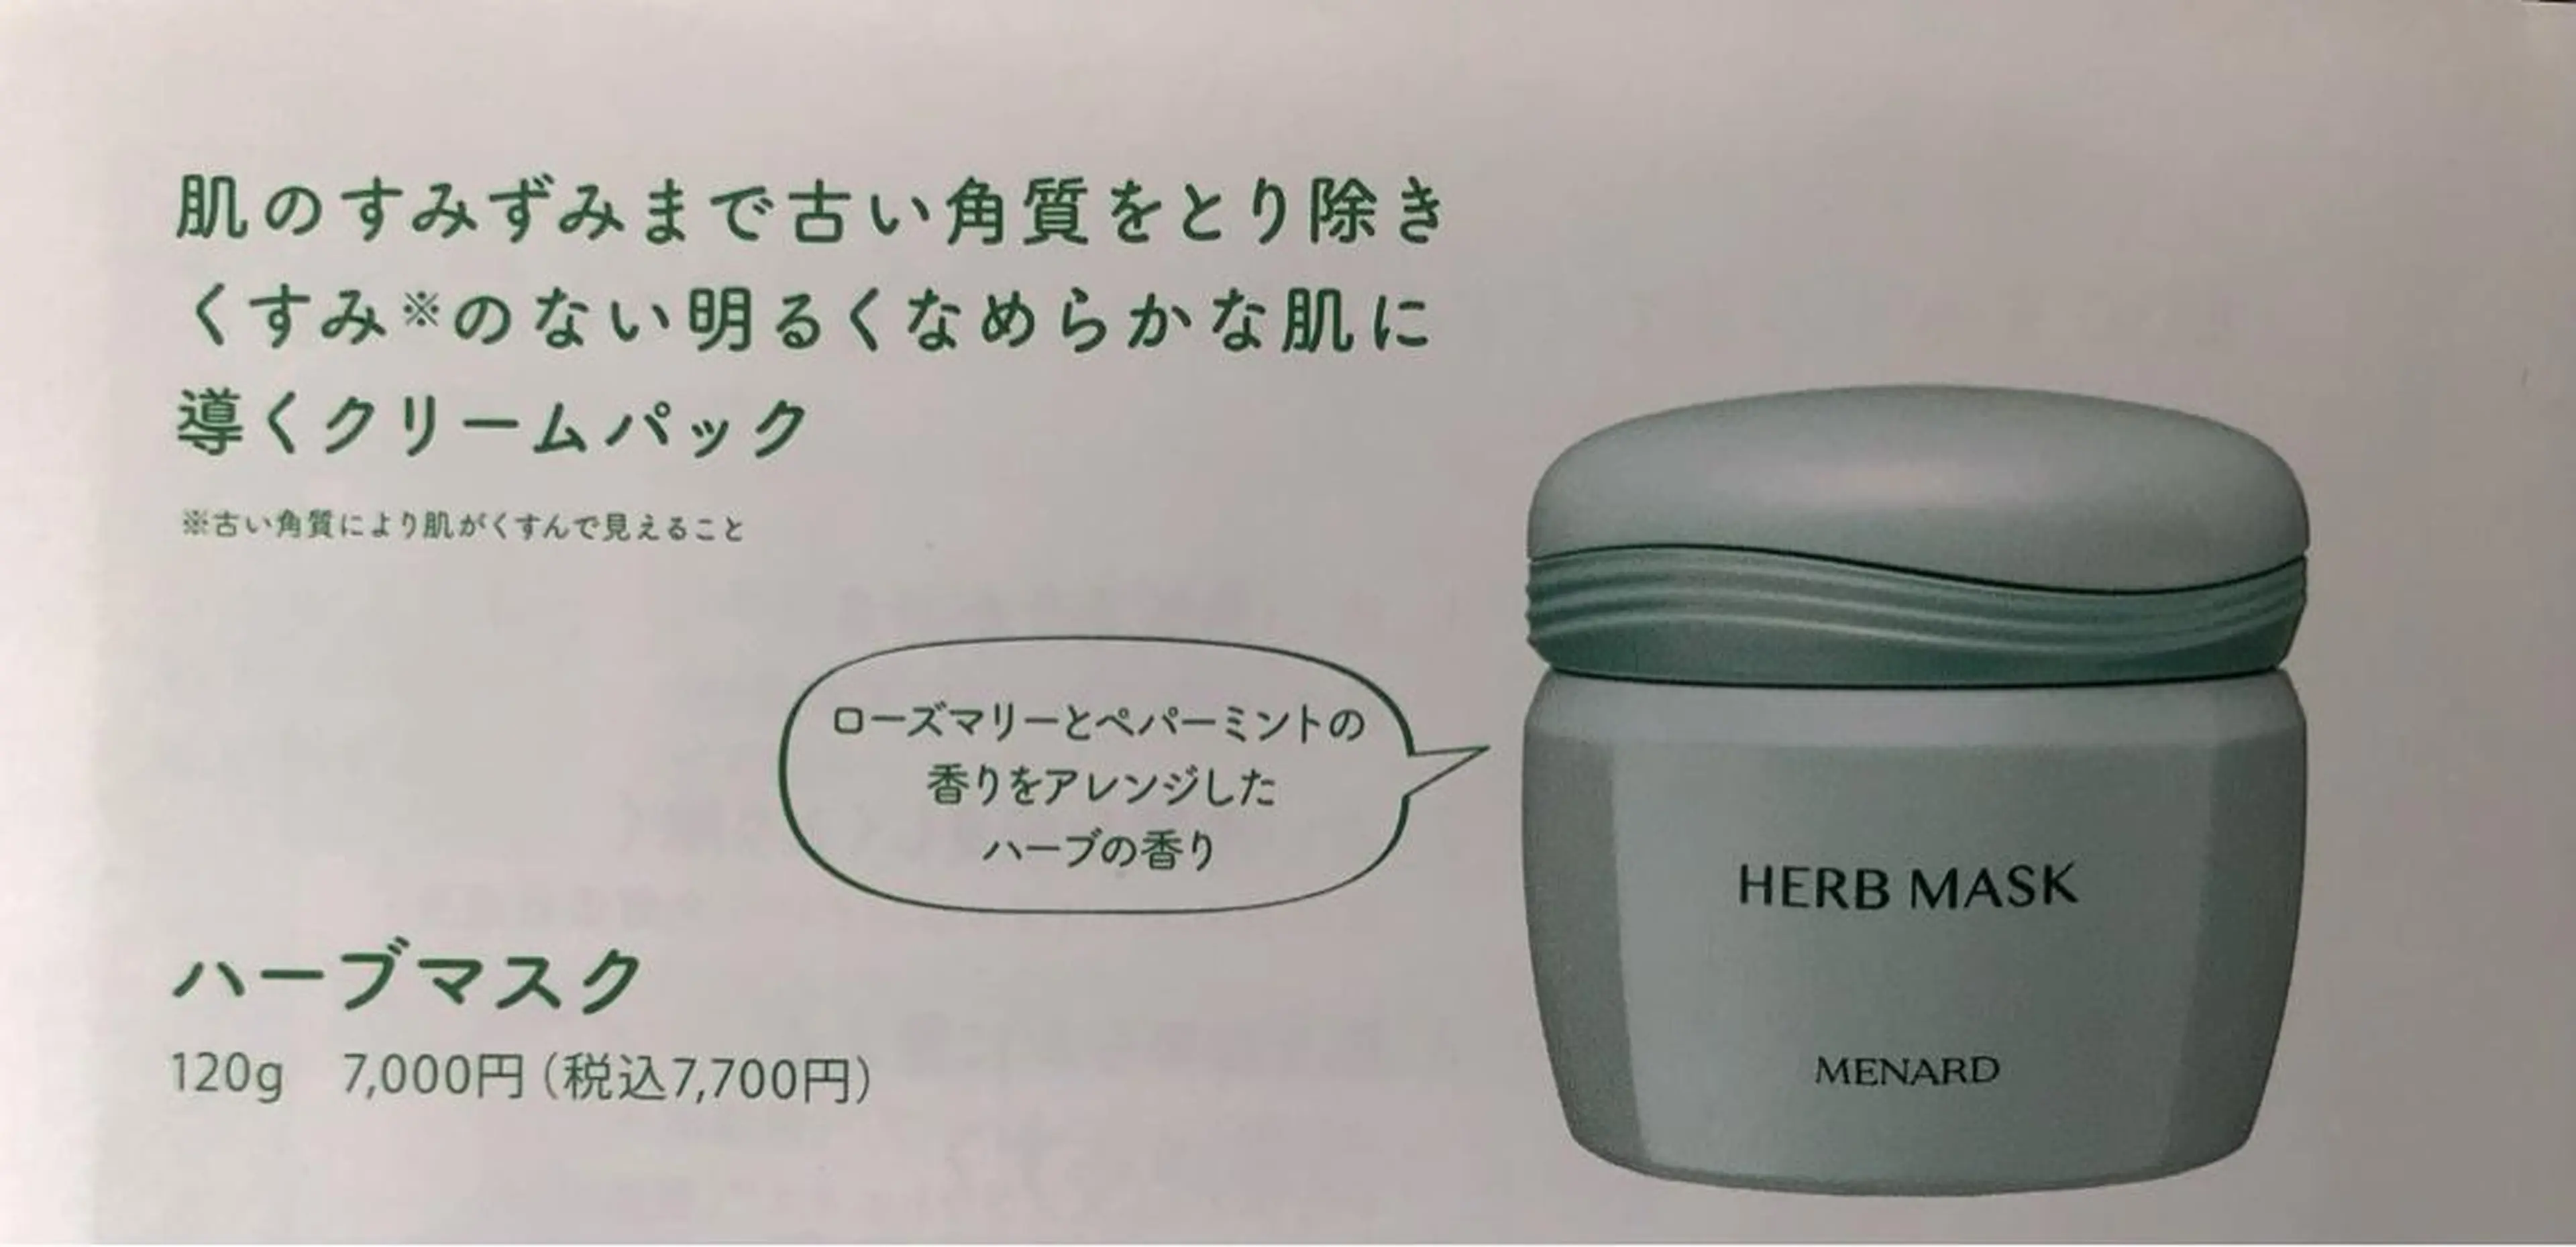 肌のすみずみまで古い角質をとり除き
くすみ※のない明るくなめらかな肌に
導くクリームパック
※古い角質により肌がくすんで見えること
ローズマリーとペパーミントの
香りをアレンジした
ハーブの香り
ハーブマスク
120g 7,000円（税込7,700円）
HERB MASK
MENARD